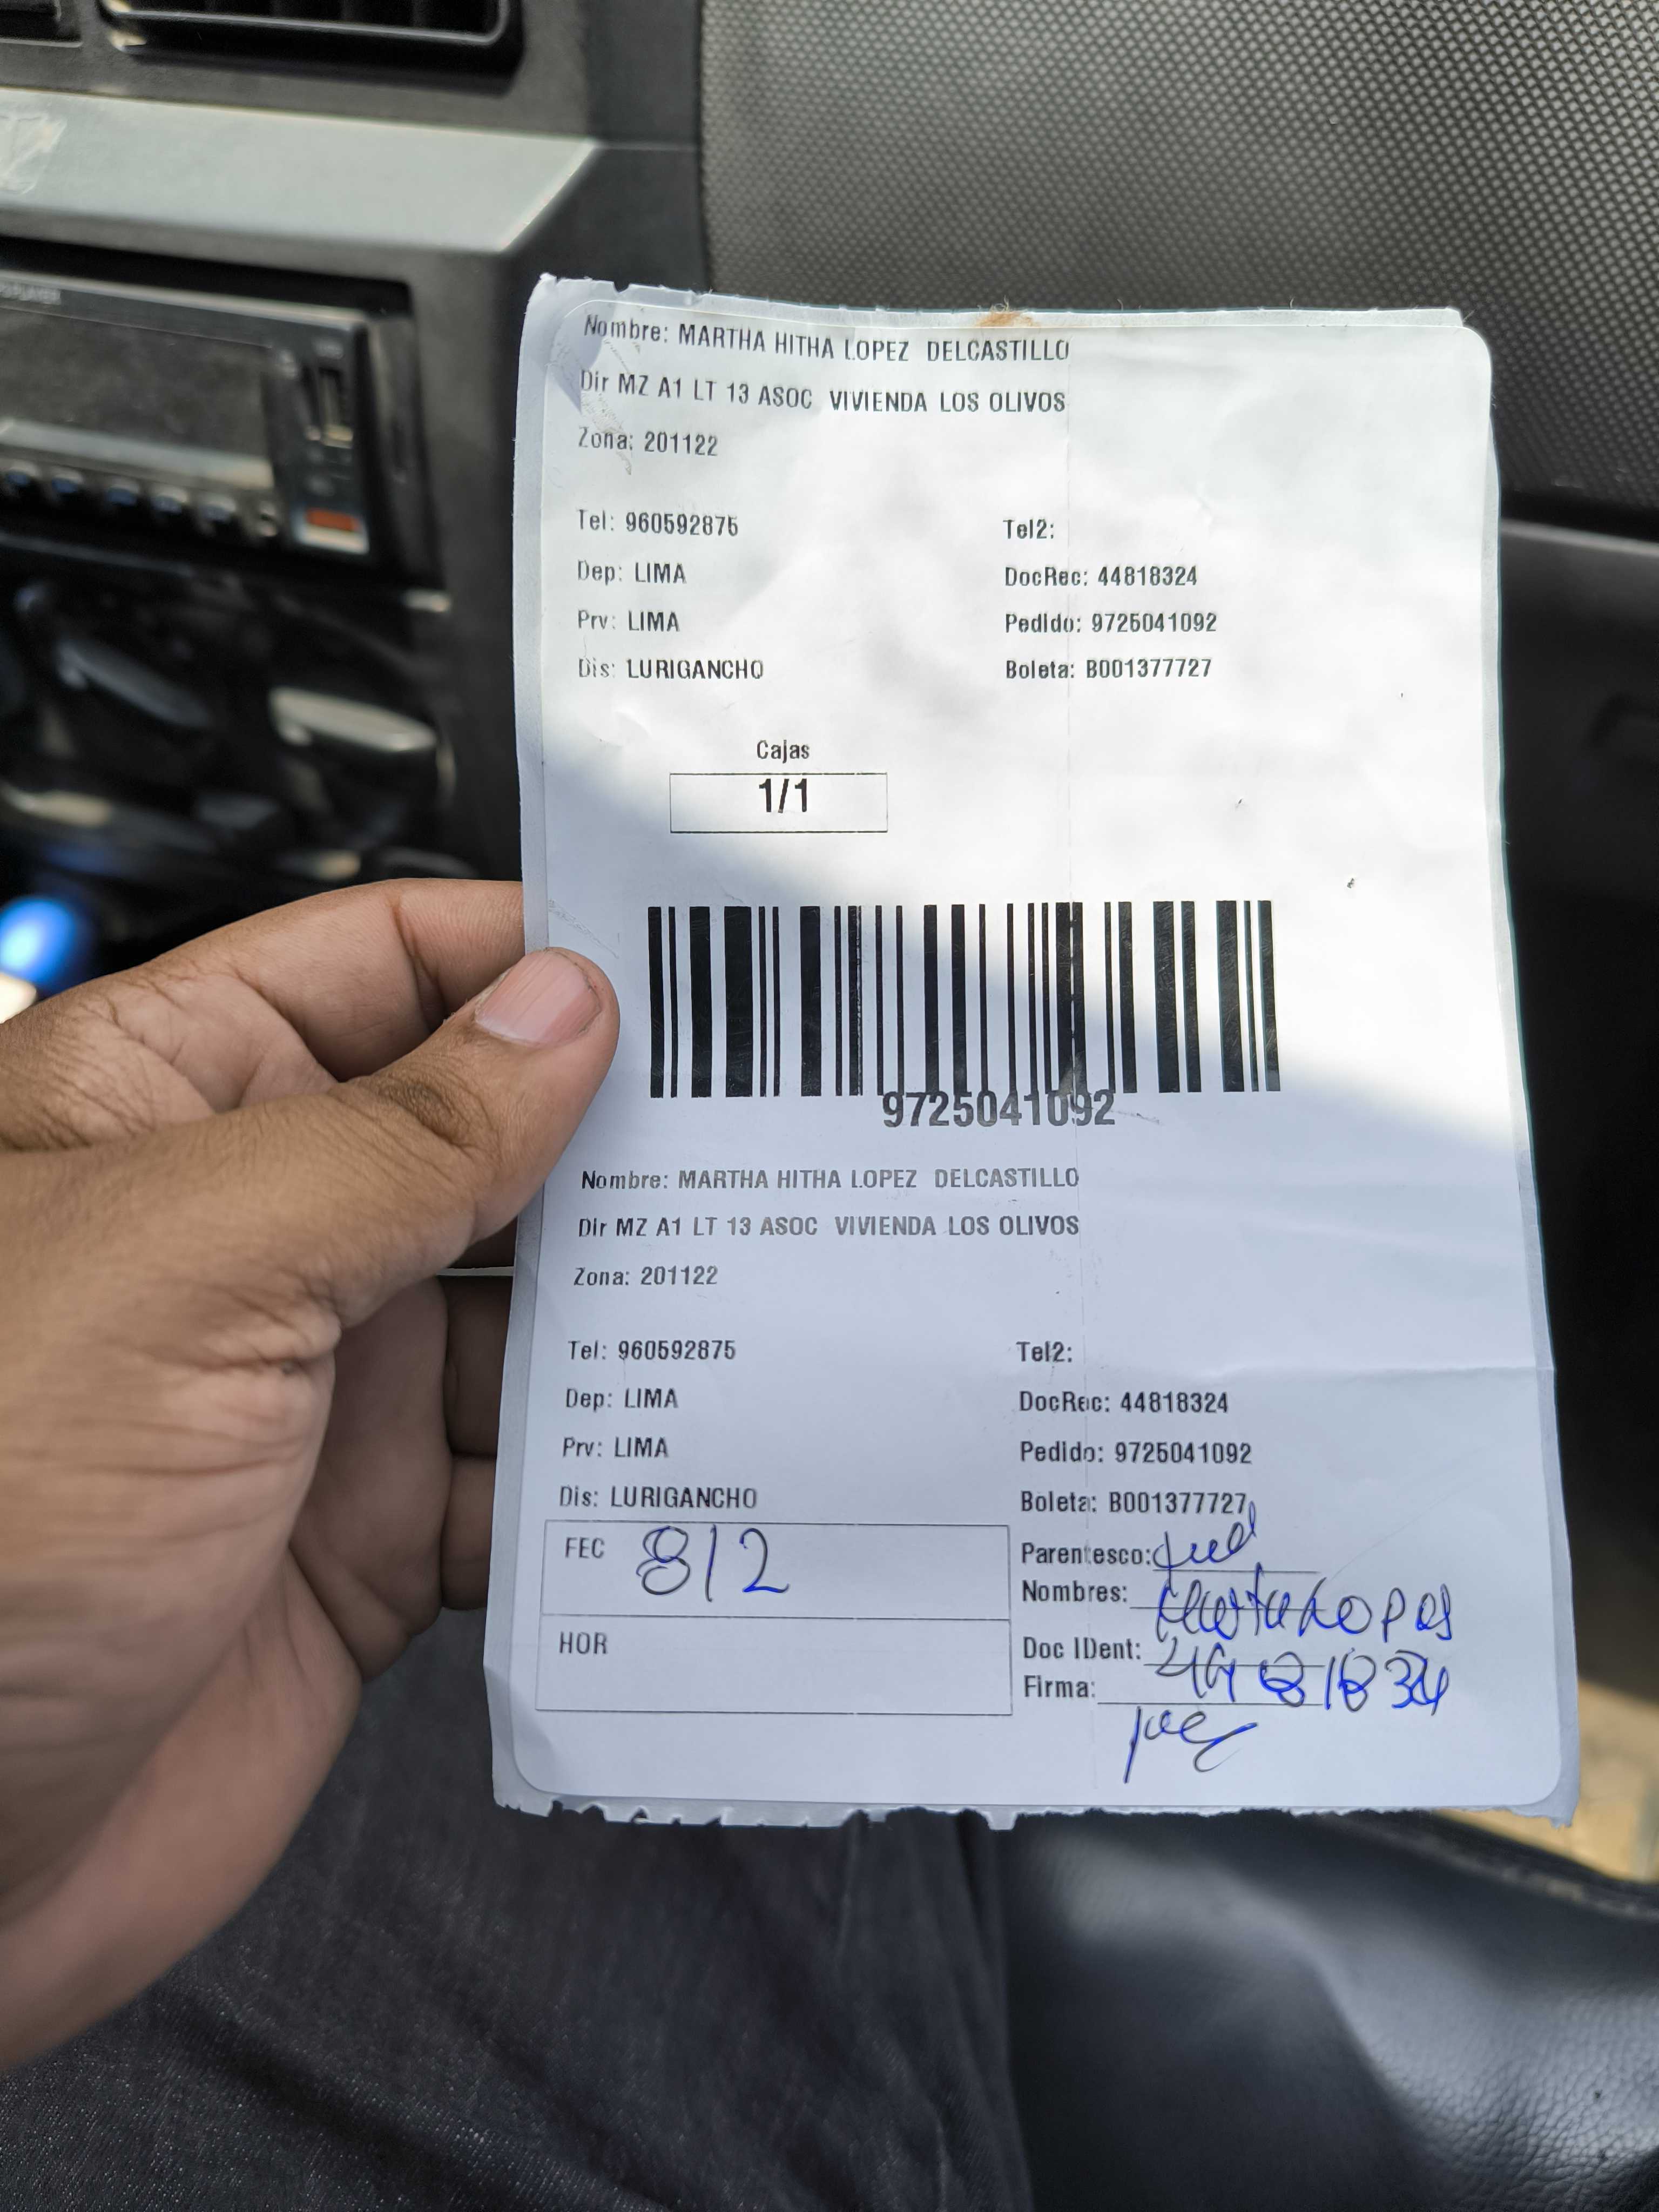 Nombre: MARTHA HITHA LOPEZ DELCASTILLO
Dir MZ A1 LT 13 ASOC VIVIENDA LOS OLIVOS
Zona: 201122
Tel: 960592875 Tel2:
Dep: LIMA DocRec: 44818324
Prv: LIMA Pedido: 9725041092
Dis: LURIGANCHO Boleta: B001377727
Cajas
1/1
9725041092
Nombre: MARTHA HITHA LOPEZ DELCASTILLO
Dir MZ A1 LT 13 ASOC VIVIENDA LOS OLIVOS
Zona: 201122
Tel: 960592875 Tel2:
Dep: LIMA DocRec: 44818324
Prv: LIMA Pedido: 9725041092
Dis: LURIGANCHO Boleta: B001377727
FEC 8/2 Parentesco:
Nombres:
HOR Doc IDent:
Firma: